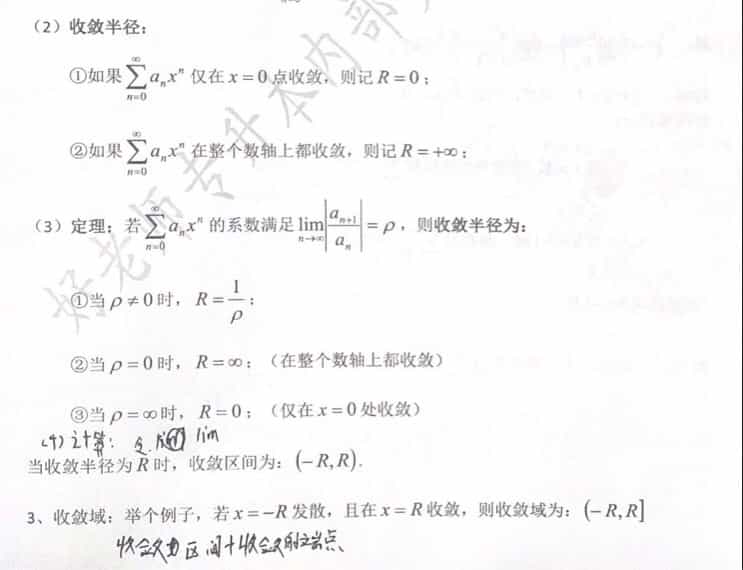 （2）收敛半径：
①如果 $\sum_{n=0}^{\infty} a_n x^n$ 仅在 $x=0$ 点收敛，则记 $R=0$；
②如果 $\sum_{n=0}^{\infty} a_n x^n$ 在整个数轴上都收敛，则记 $R=+\infty$；
（3）定理：若 $\sum_{n=0}^{\infty} a_n x^n$ 的系数满足 $\lim_{n\to\infty}\left|\frac{a_{n+1}}{a_n}\right|=\rho$，则收敛半径为：
①当 $\rho\neq 0$ 时，$R=\frac{1}{\rho}$；
②当 $\rho=0$ 时，$R=\infty$；（在整个数轴上都收敛）
③当 $\rho=\infty$ 时，$R=0$；（仅在 $x=0$ 处收敛）
(4) 计算： lim
当收敛半径为 $R$ 时，收敛区间为：$(-R,R)$.
3、收敛域：举个例子，若 $x=-R$ 发散，且在 $x=R$ 收敛，则收敛域为：$(-R,R]$
收敛区间+收敛的端点
好老师专升本内部